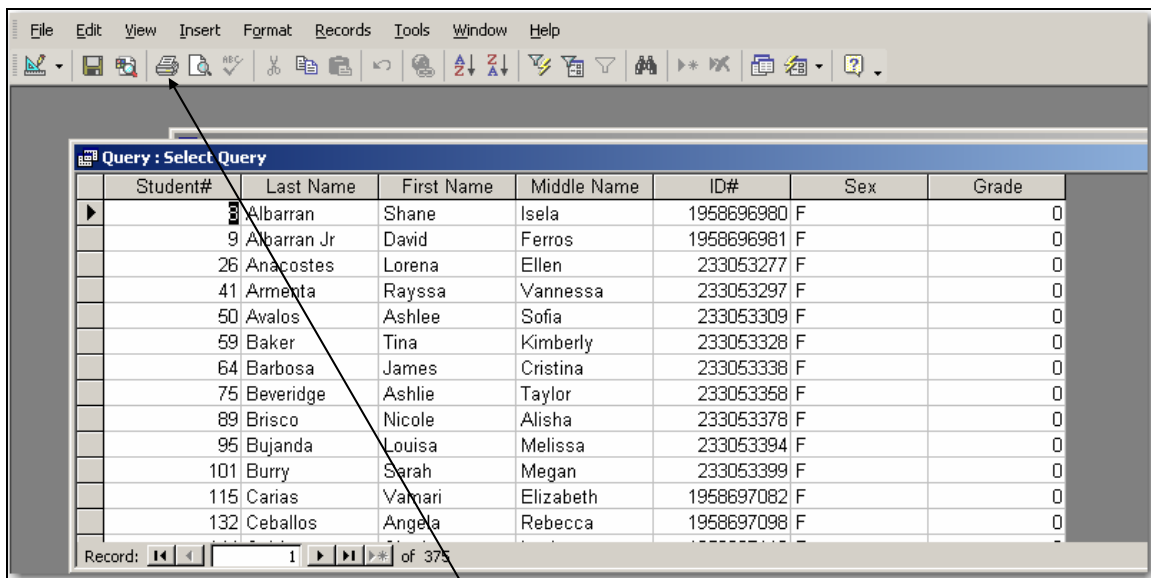 File Edit View Insert Format Records Tools Window Help
ABC
Query : Select Query
Student# Last Name First Name Middle Name ID# Sex Grade
8 Albarran Shane Isela 1958696980 F 0
9 Albarran Jr David Ferros 1958696981 F 0
26 Anacostes Lorena Ellen 233053277 F 0
41 Armenta Rayssa Vannessa 233053297 F 0
50 Avalos Ashlee Sofia 233053309 F 0
59 Baker Tina Kimberly 233053328 F 0
64 Barbosa James Cristina 233053338 F 0
75 Beveridge Ashlie Taylor 233053358 F 0
89 Brisco Nicole Alisha 233053378 F 0
95 Bujanda Louisa Melissa 233053394 F 0
101 Burry Sarah Megan 233053399 F 0
115 Carias Vamari Elizabeth 1958697082 F 0
132 Ceballos Angela Rebecca 1958697098 F 0
Record: 1 of 375